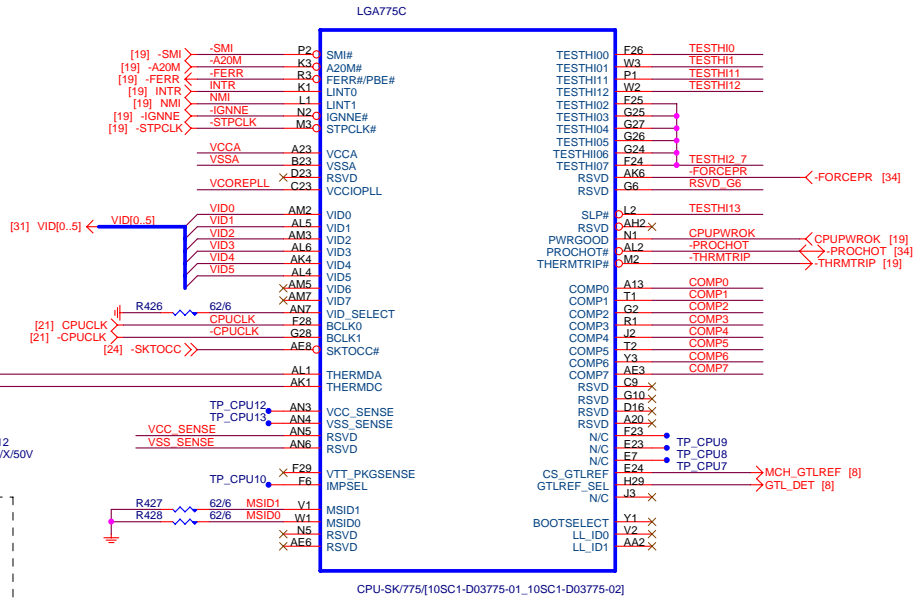 LGA775C
[19] -SMI -SMI P2 SMI#
[19] -A20M -A20M K3 A20M#
[19] -FERR -FERR R3 FERR#/PBE#
[19] INTR INTR K1 LINT0
[19] NMI NMI L1 LINT1
[19] -IGNNE -IGNNE N2 IGNNE#
[19] -STPCLK -STPCLK M3 STPCLK#
VCCA A23 VCCA
VSSA B23 VSSA
D23 RSVD
VCOREPLL C23 VCCIOPLL
VID0 AM2 VID0
[31] VID[0..5] VID[0..5] VID1 AL5 VID1
VID2 AM3 VID2
VID3 AL6 VID3
VID4 AK4 VID4
VID5 AL4 VID5
AM5 VID6
AM7 VID7
R426 62/6 AN7 VID_SELECT
[21] CPUCLK CPUCLK F28 BCLK0
[21] -CPUCLK -CPUCLK G28 BCLK1
[24] -SKTOCC AE8 SKTOCC#
AL1 THERMDA
AK1 THERMDC
TP_CPU12 AN3 VCC_SENSE
TP_CPU13 AN4 VSS_SENSE
VCC_SENSE AN5 RSVD
VSS_SENSE AN6 RSVD
12
/X/50V
F29 VTT_PKGSENSE
TP_CPU10 F6 IMPSEL
R427 62/6 MSID1 V1 MSID1
R428 62/6 MSID0 W1 MSID0
N5 RSVD
AE6 RSVD
TESTHI00 F26 TESTHI0
TESTHI01 W3 TESTHI1
TESTHI11 P1 TESTHI11
TESTHI12 W2 TESTHI12
TESTHI02 F25
TESTHI03 G25
TESTHI04 G27
TESTHI05 G26
TESTHI06 G24
TESTHI07 F24 TESTHI2_7
RSVD AK6 -FORCEPR -FORCEPR [34]
RSVD G6 RSVD_G6
SLP# L2 TESTHI13
RSVD AH2
PWRGOOD N1 CPUPWROK CPUPWROK [19]
PROCHOT# AL2 -PROCHOT -PROCHOT [34]
THERMTRIP# M2 -THRMTRIP -THRMTRIP [19]
COMP0 A13 COMP0
COMP1 T1 COMP1
COMP2 G2 COMP2
COMP3 R1 COMP3
COMP4 J2 COMP4
COMP5 T2 COMP5
COMP6 Y3 COMP6
COMP7 AE3 COMP7
RSVD C9
RSVD G10
RSVD D16
RSVD A20
N/C F23 TP_CPU9
N/C E23 TP_CPU8
N/C E7 TP_CPU7
CS_GTLREF E24 MCH_GTLREF [8]
GTLREF_SEL H29 GTL_DET [8]
N/C J3
BOOTSELECT Y1
LL_ID0 V2
LL_ID1 AA2
CPU-SK/775/[10SC1-D03775-01_10SC1-D03775-02]